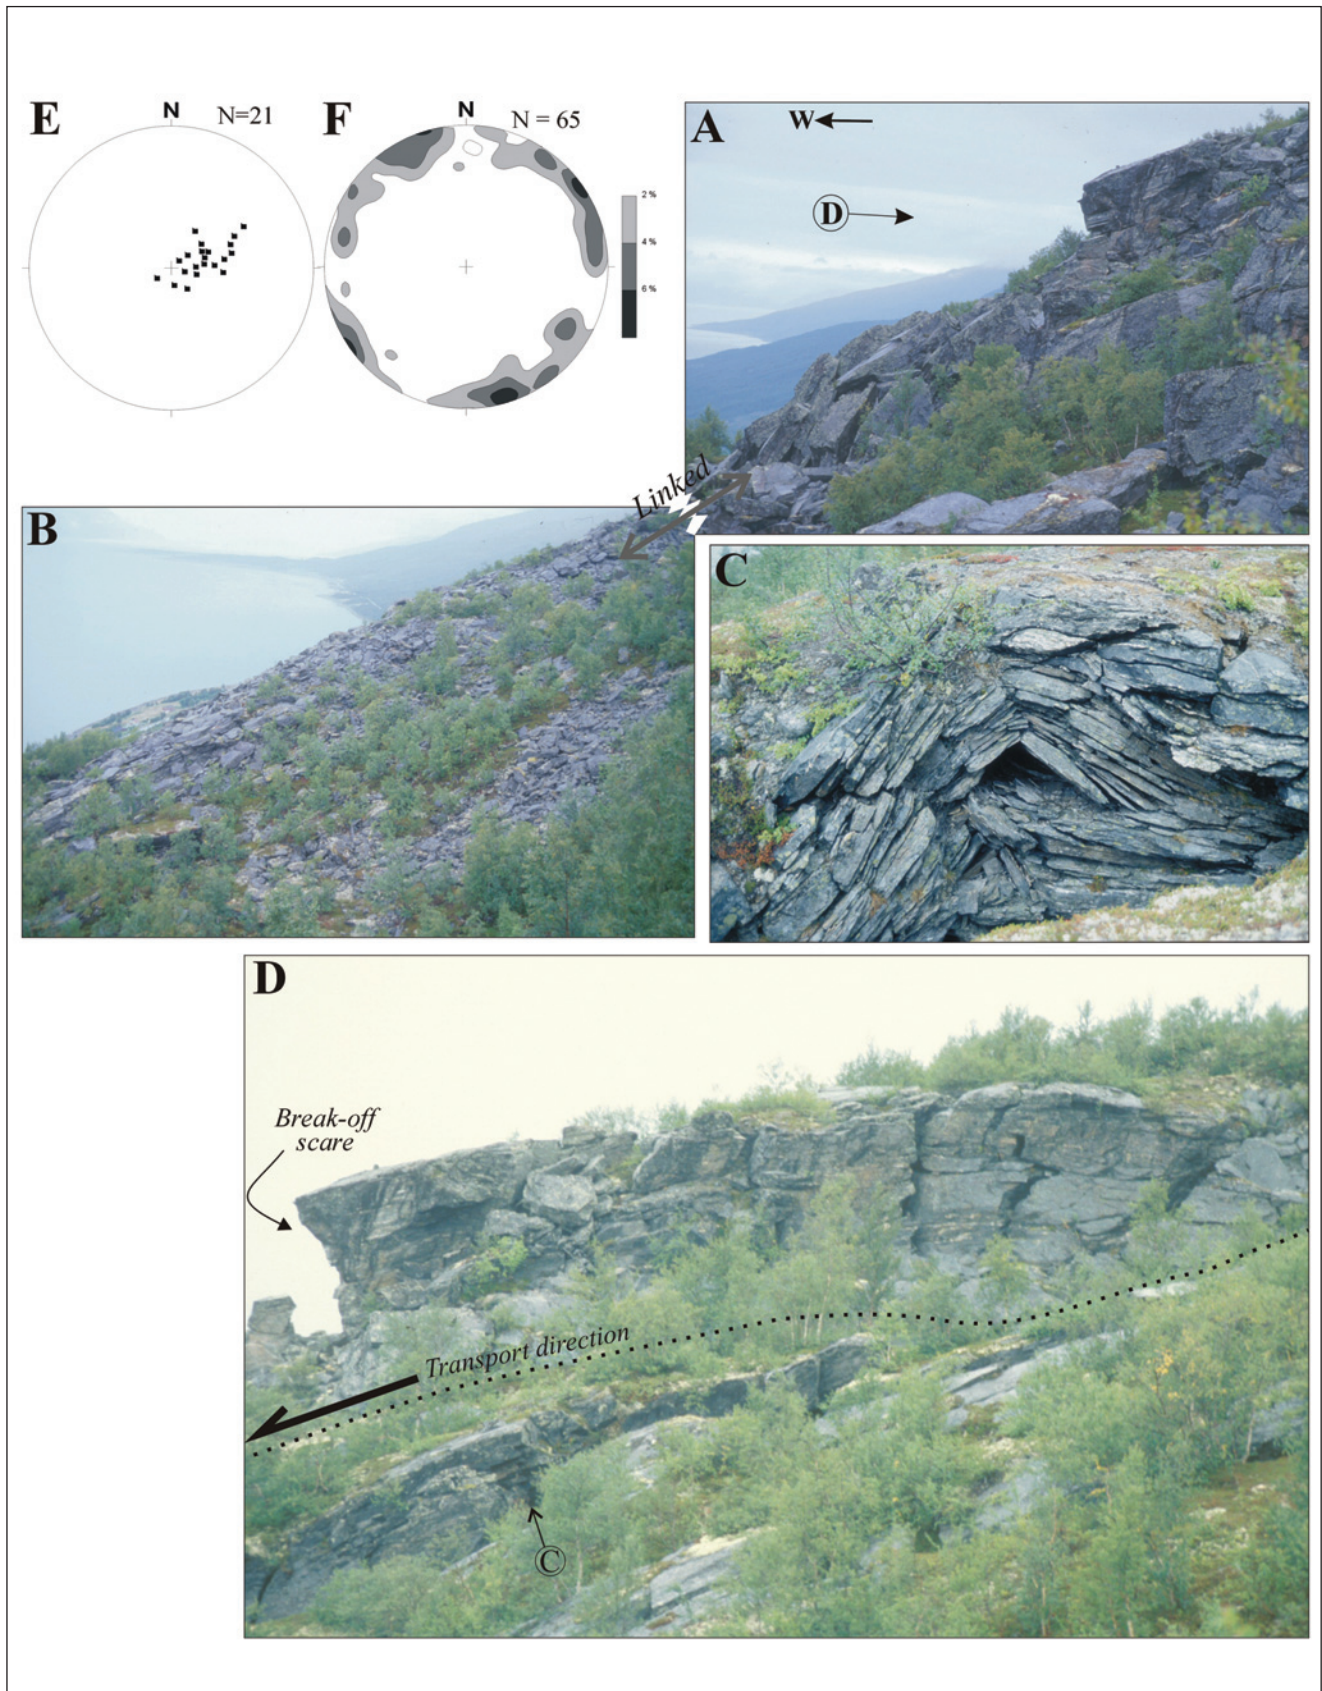 E
N
N=21
F
N
N = 65
2 %
4 %
6 %
A
W
D
Linked
B
C
D
Break-off
scare
Transport direction
C